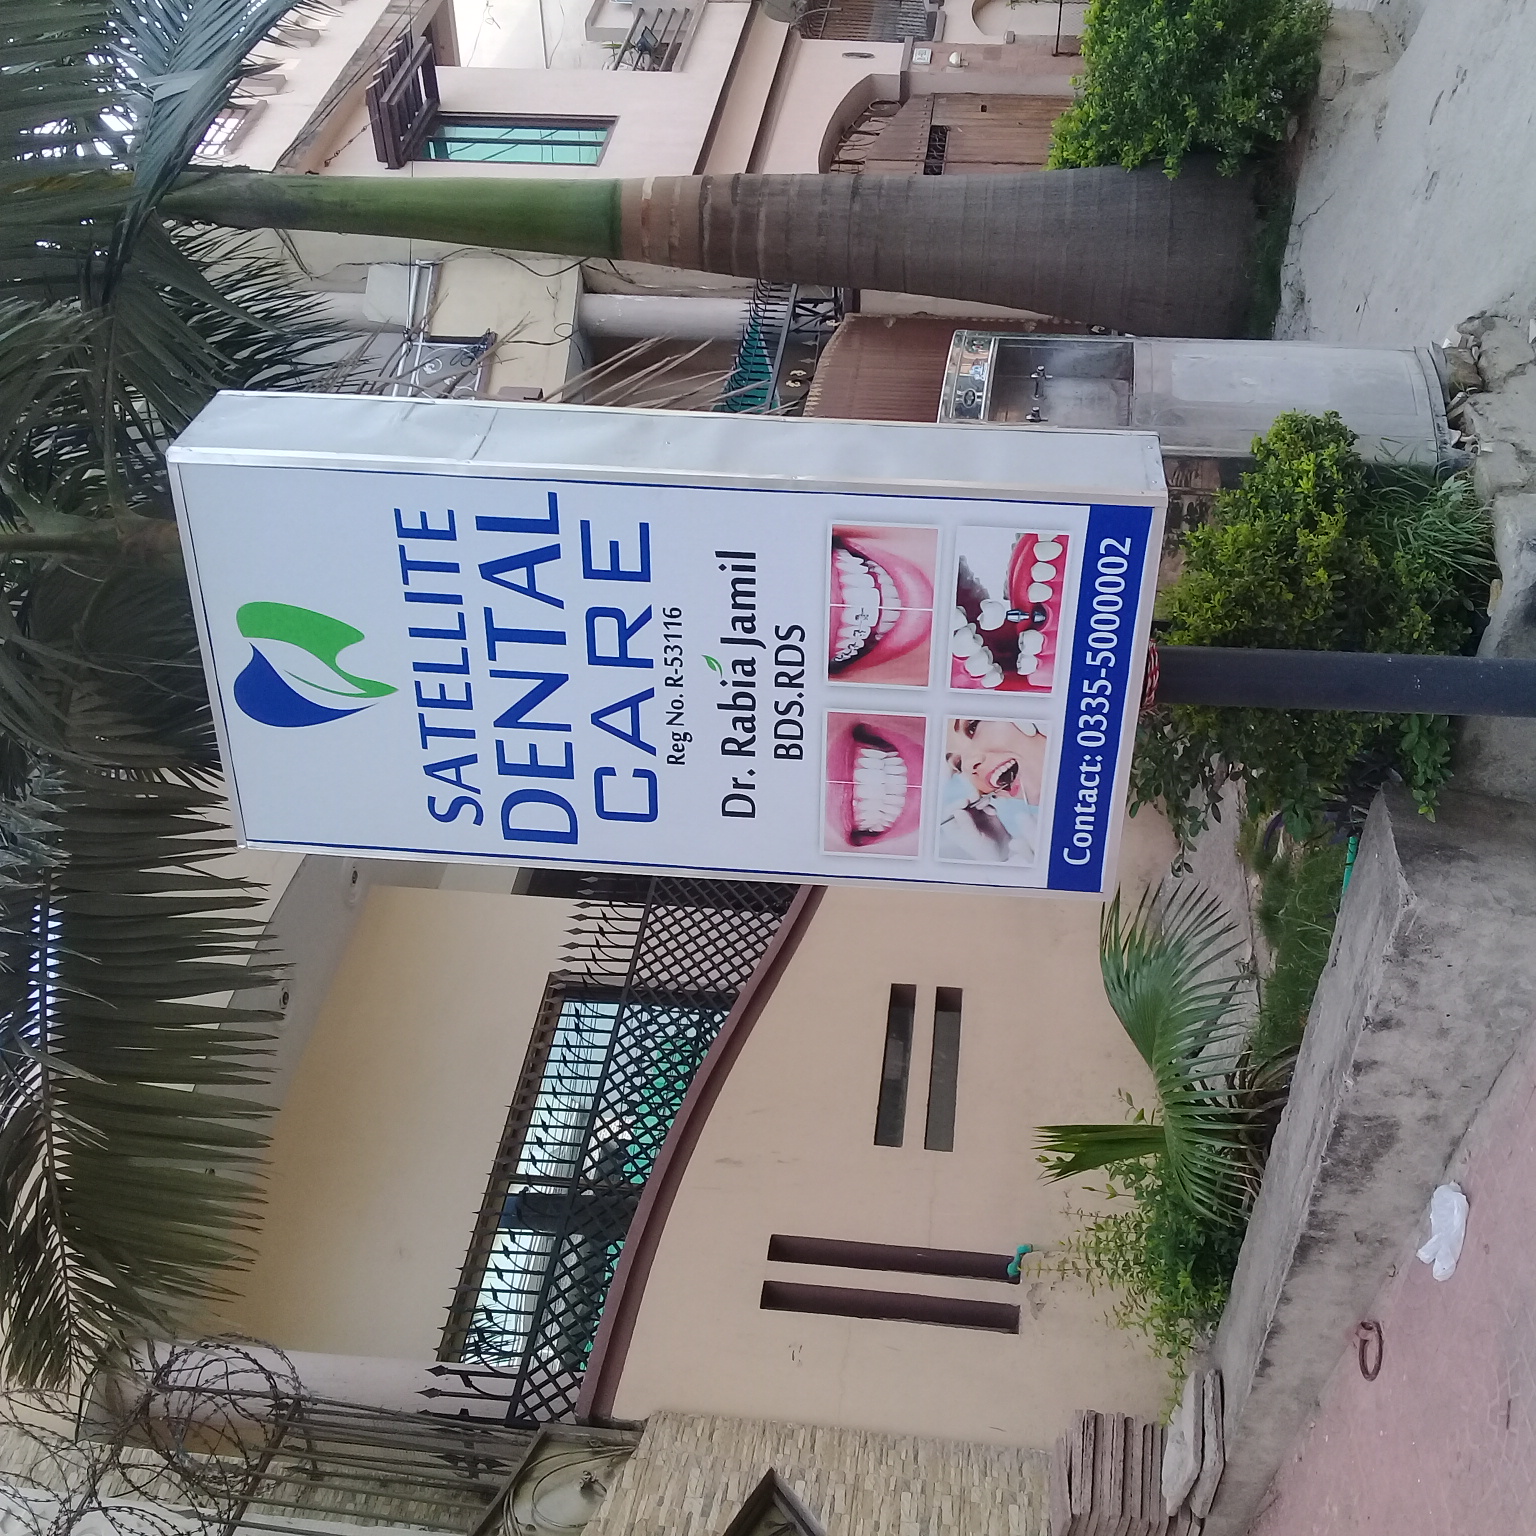 SATELLITE
DENTAL
CARE
Reg No. R-53116
Dr. Rabia Jamil
BDS.RDS
Contact: 0335-5000002